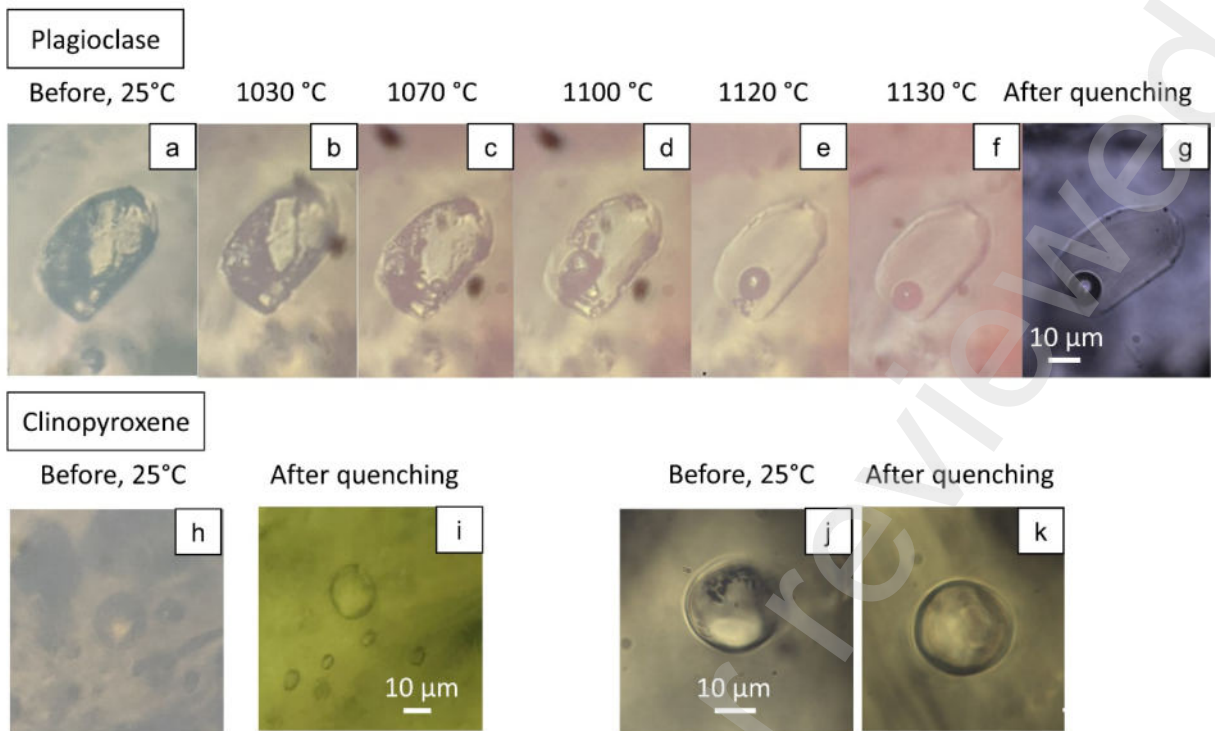 Plagioclase
Before, 25°C 1030 °C 1070 °C 1100 °C 1120 °C 1130 °C After quenching
a b c d e f g
10 µm
Clinopyroxene
Before, 25°C After quenching Before, 25°C After quenching
h i j k
10 µm 10 µm
reviewed